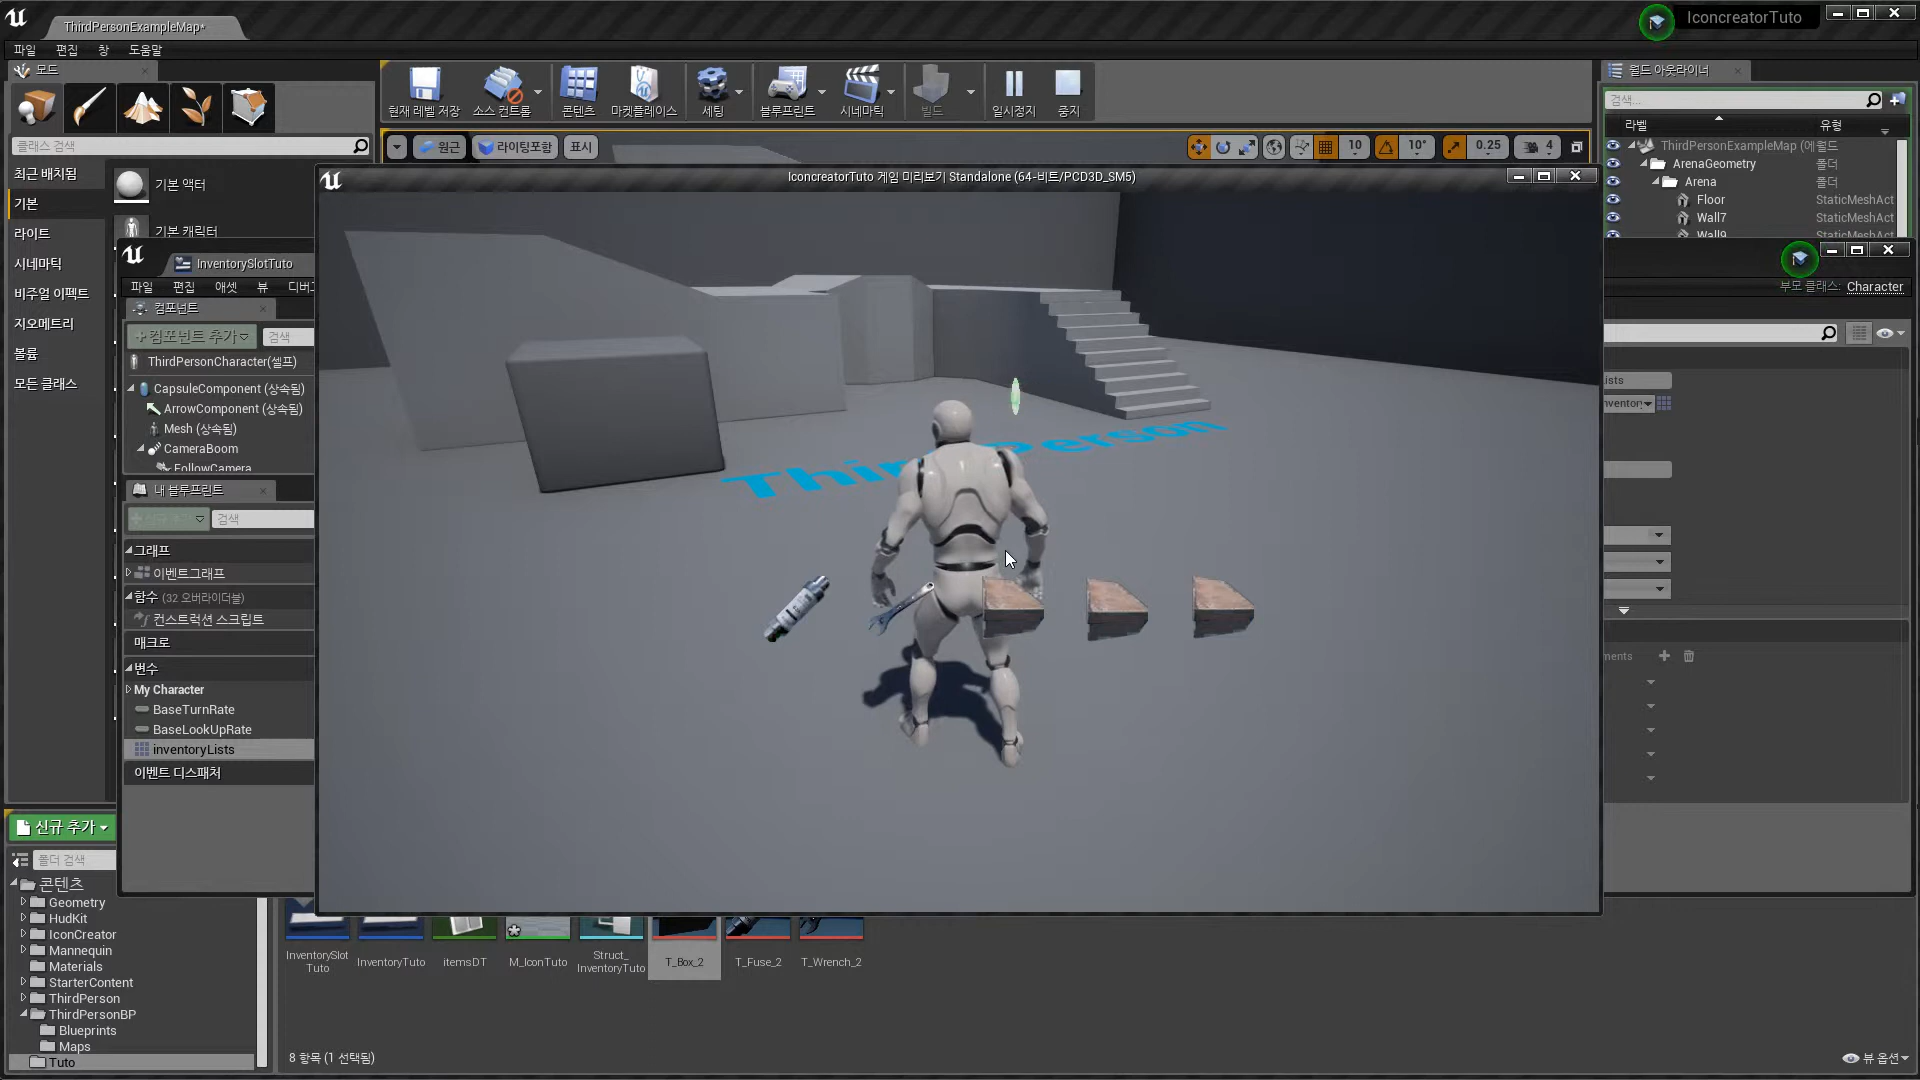 ThirdPersonExampleMap*
IconcreatorTuto
파일 편집 창 도움말
모드
클래스 검색
최근 배치됨
기본
라이트
시네마틱
비주얼 이펙트
지오메트리
볼륨
모든 클래스
기본 액터
기본 캐릭터
현재 레벨 저장
소스 컨트롤
콘텐츠
마켓플레이스
세팅
블루프린트
시네마틱
빌드
일시정지
중지
원근
라이팅포함
표시
10
10°
0.25
4
월드 아웃라이너
검색...
라벨
유형
ThirdPersonExampleMap (에 월드
ArenaGeometry 폴더
Arena 폴더
Floor StaticMeshAct
Wall7 StaticMeshAct
Wall9 StaticMeshAct
IconcreatorTuto 게임 미리보기 Standalone (64-비트/PCD3D_SM5)
InventorySlotTuto
파일 편집 애셋 뷰 디버그
컴포넌트
+컴포넌트 추가
검색
ThirdPersonCharacter(셀프)
CapsuleComponent (상속됨)
ArrowComponent (상속됨)
Mesh (상속됨)
CameraBoom
FollowCamera
내 블루프린트
신규 추가
검색
그래프
이벤트그래프
함수 (32 오버라이더블)
컨스트럭션 스크립트
매크로
변수
My Character
BaseTurnRate
BaseLookUpRate
inventoryLists
이벤트 디스패처
ThirdPerson
부모 클래스: Character
ists
nventory
nents
신규 추가
폴더 검색
콘텐츠
Geometry
HudKit
IconCreator
Mannequin
Materials
StarterContent
ThirdPerson
ThirdPersonBP
Blueprints
Maps
Tuto
InventorySlot
Tuto
InventoryTuto
itemsDT
M_IconTuto
Struct_
InventoryTuto
T_Box_2
T_Fuse_2
T_Wrench_2
8 항목 (1 선택됨)
뷰 옵션